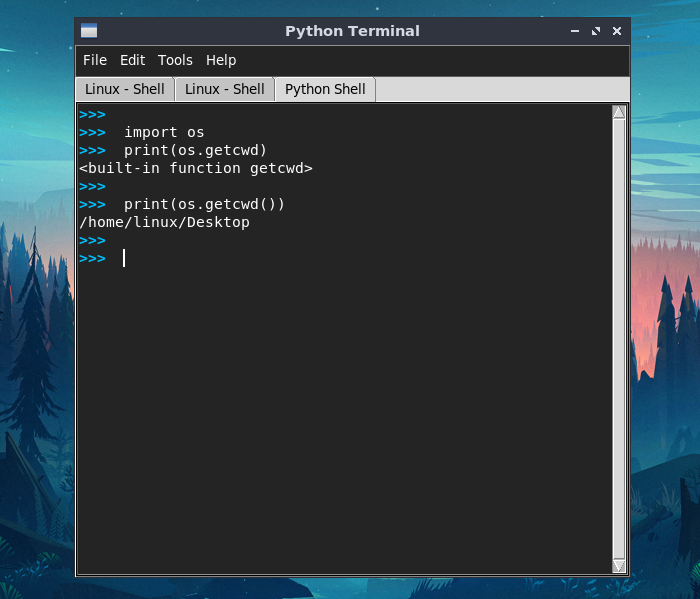 Python Terminal
File Edit Tools Help
Linux - Shell Linux - Shell Python Shell
>>>
>>> import os
>>> print(os.getcwd)
<built-in function getcwd>
>>>
>>> print(os.getcwd())
/home/linux/Desktop
>>>
>>>